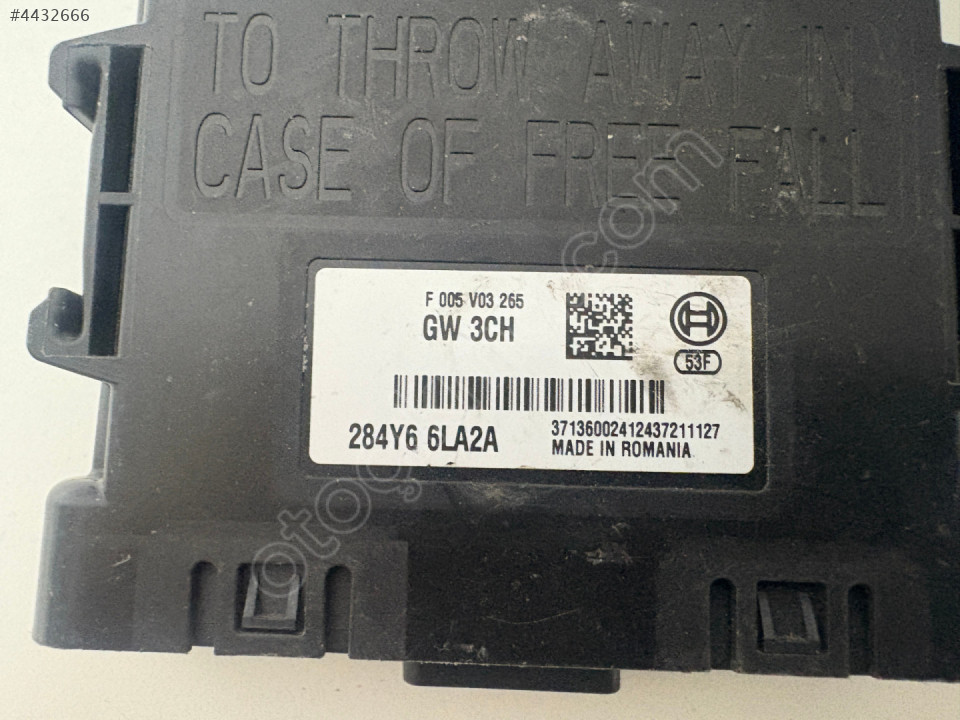 #4432666
TO THROW AWAY IN
CASE OF FREE FALL
F 005 V03 265
GW 3CH
53F
284Y6 6LA2A
37136002412437211127
MADE IN ROMANIA